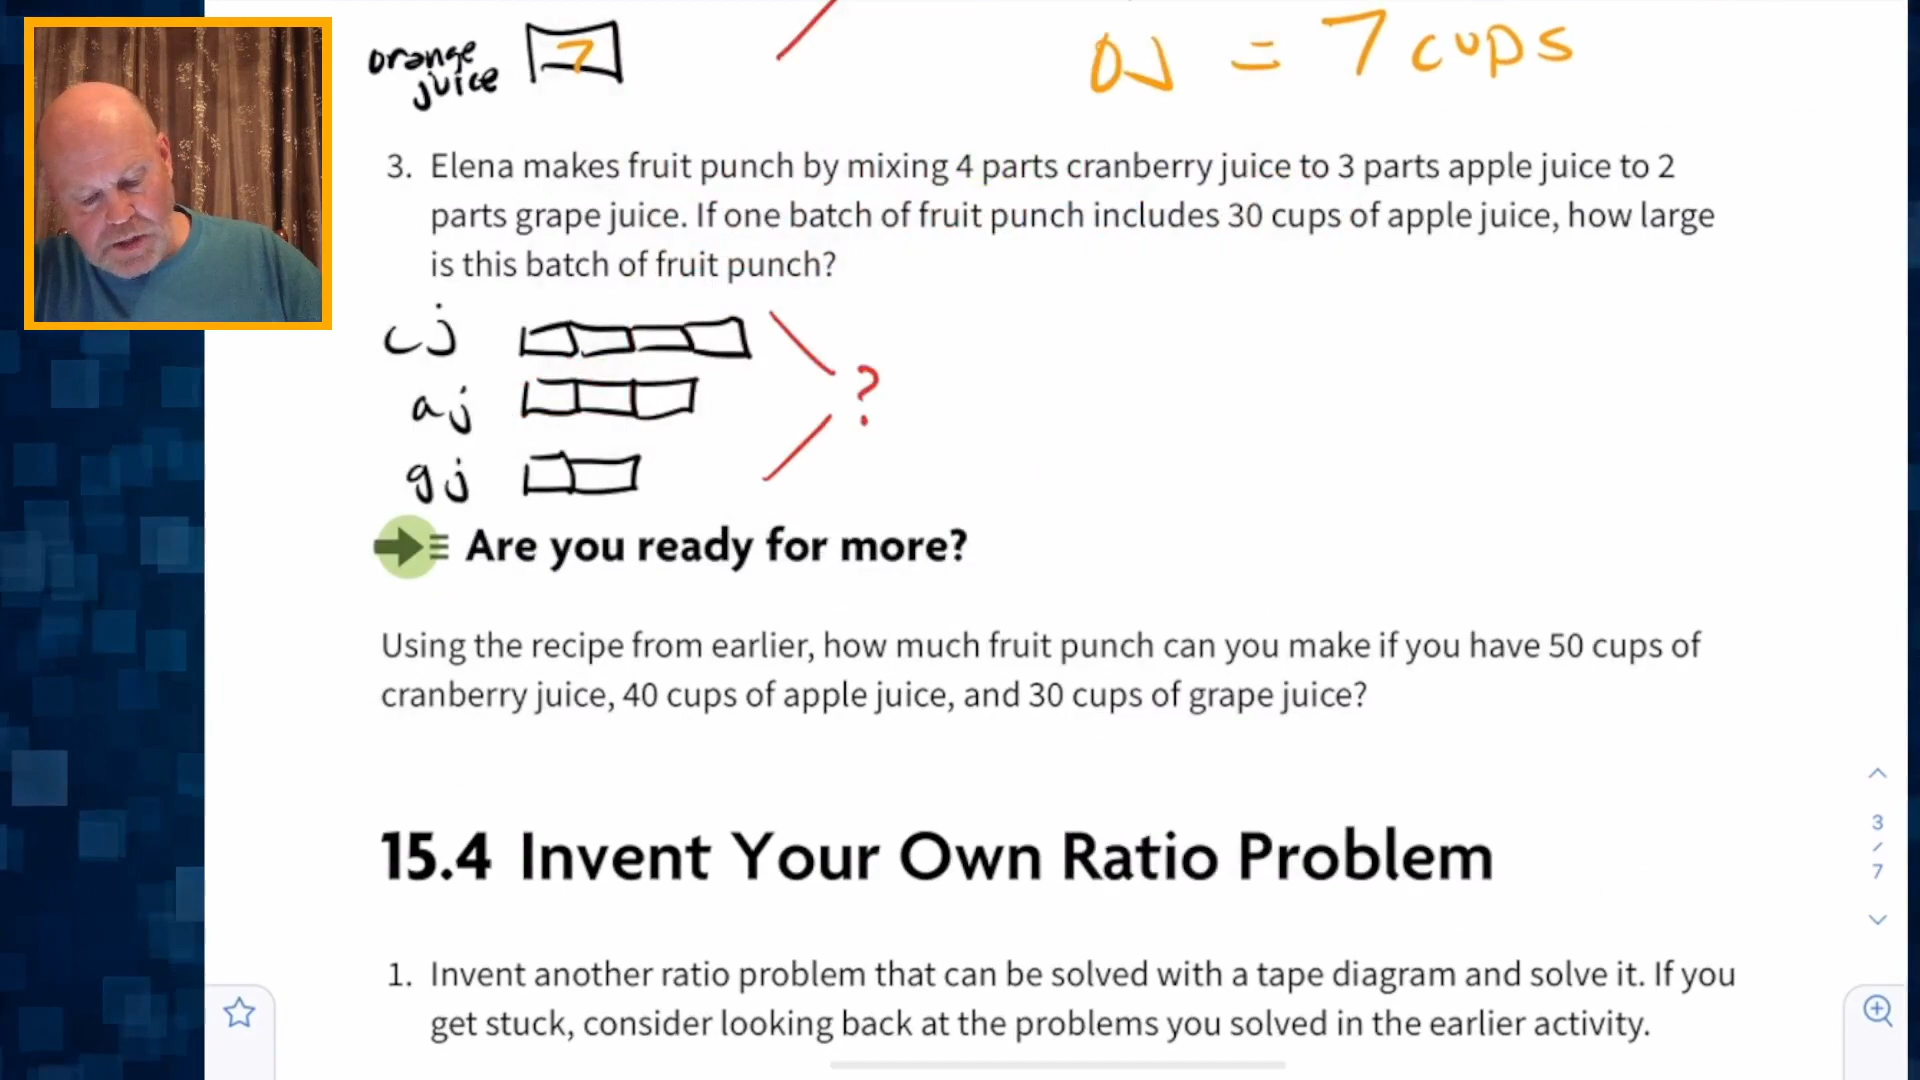 orange
juice
7
OJ = 7 cups
3. Elena makes fruit punch by mixing 4 parts cranberry juice to 3 parts apple juice to 2
parts grape juice. If one batch of fruit punch includes 30 cups of apple juice, how large
is this batch of fruit punch?
cj
aj
?
gj
Are you ready for more?
Using the recipe from earlier, how much fruit punch can you make if you have 50 cups of
cranberry juice, 40 cups of apple juice, and 30 cups of grape juice?
3
/
7
15.4 Invent Your Own Ratio Problem
1. Invent another ratio problem that can be solved with a tape diagram and solve it. If you
get stuck, consider looking back at the problems you solved in the earlier activity.